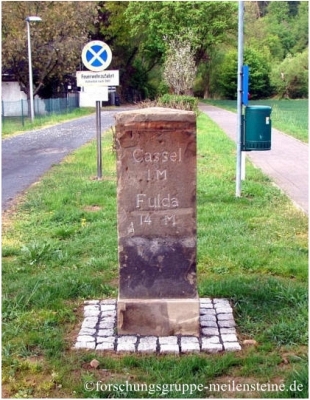 Feuerwehrzufahrt
Cassel
1 M
Fulda
14 M
©forschungsgruppe-meilensteine.de